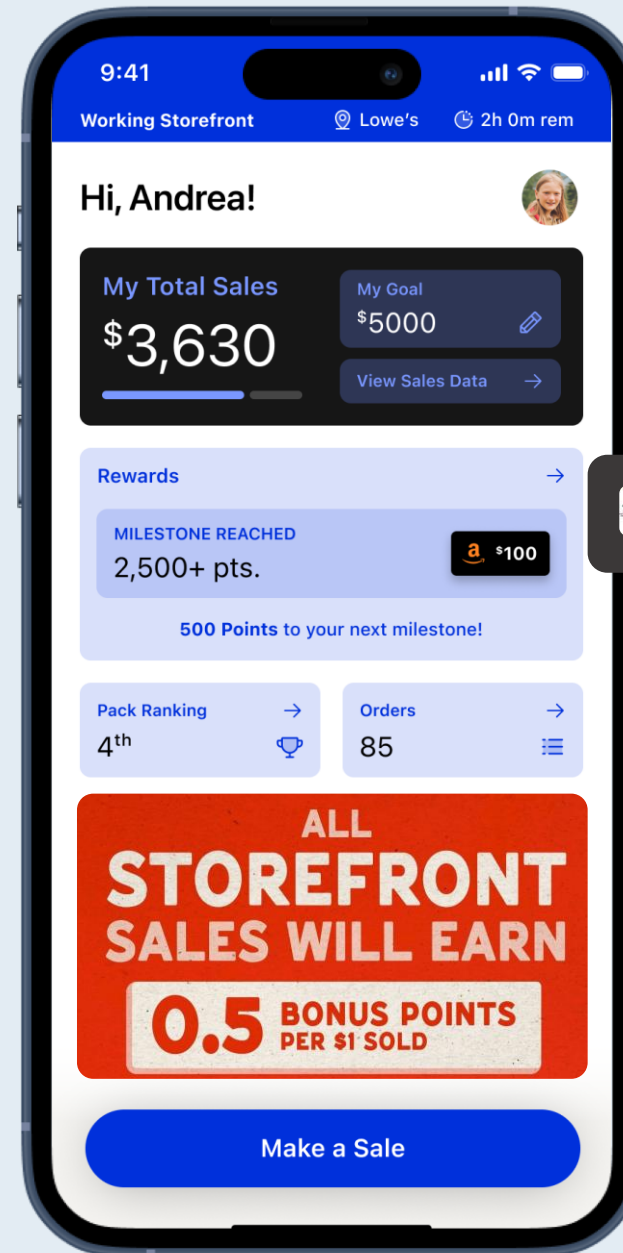 9:41
Working Storefront Lowe's 2h 0m rem
Hi, Andrea!
My Total Sales
$3,630
My Goal
$5000
View Sales Data
Rewards
MILESTONE REACHED
2,500+ pts.
a $100
500 Points to your next milestone!
Pack Ranking
4th
Orders
85
ALL
STOREFRONT
SALES WILL EARN
0.5 BONUS POINTS
PER $1 SOLD
Make a Sale